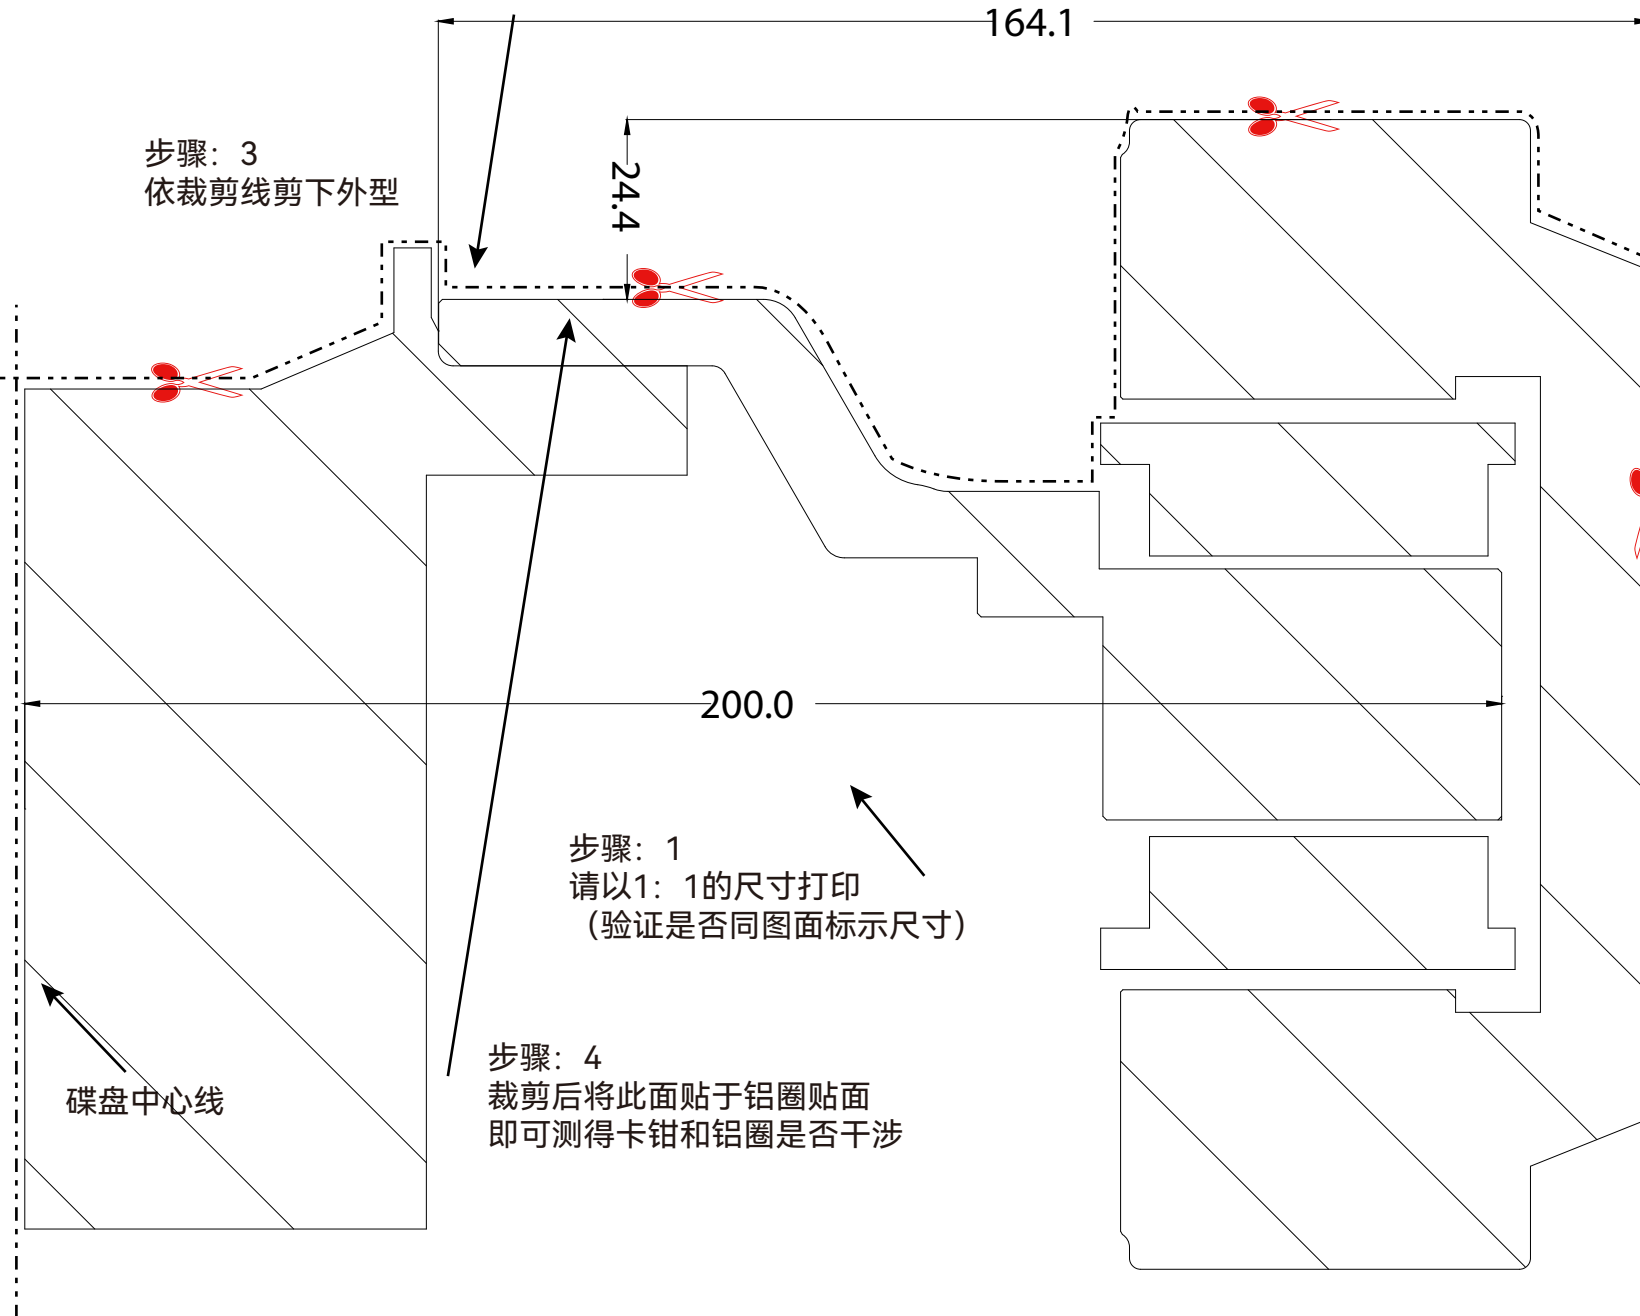 164.1
步骤：3
依裁剪线剪下外型
24.4
200.0
步骤：1
请以1：1的尺寸打印
（验证是否同图面标示尺寸）
步骤：4
裁剪后将此面贴于铝圈贴面
即可测得卡钳和铝圈是否干涉
碟盘中心线